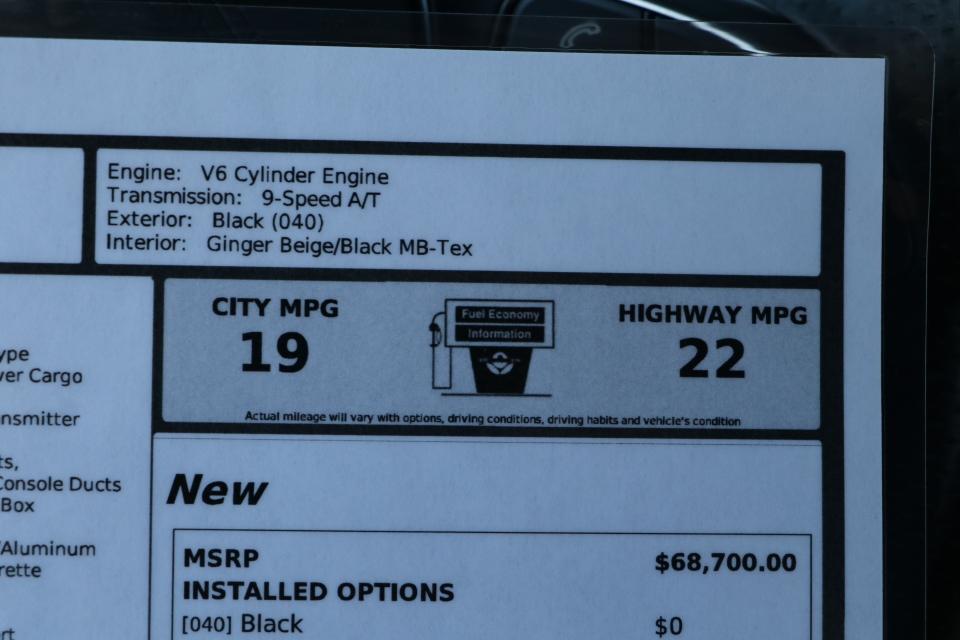 Engine: V6 Cylinder Engine
Transmission: 9-Speed A/T
Exterior: Black (040)
Interior: Ginger Beige/Black MB-Tex
CITY MPG
19
Fuel Economy
Information
HIGHWAY MPG
22
Actual mileage will vary with options, driving conditions, driving habits and vehicle's condition
ype
ver Cargo
nsmitter
ts,
Console Ducts
Box
/Aluminum
rette
rt
New
MSRP $68,700.00
INSTALLED OPTIONS
[040] Black $0